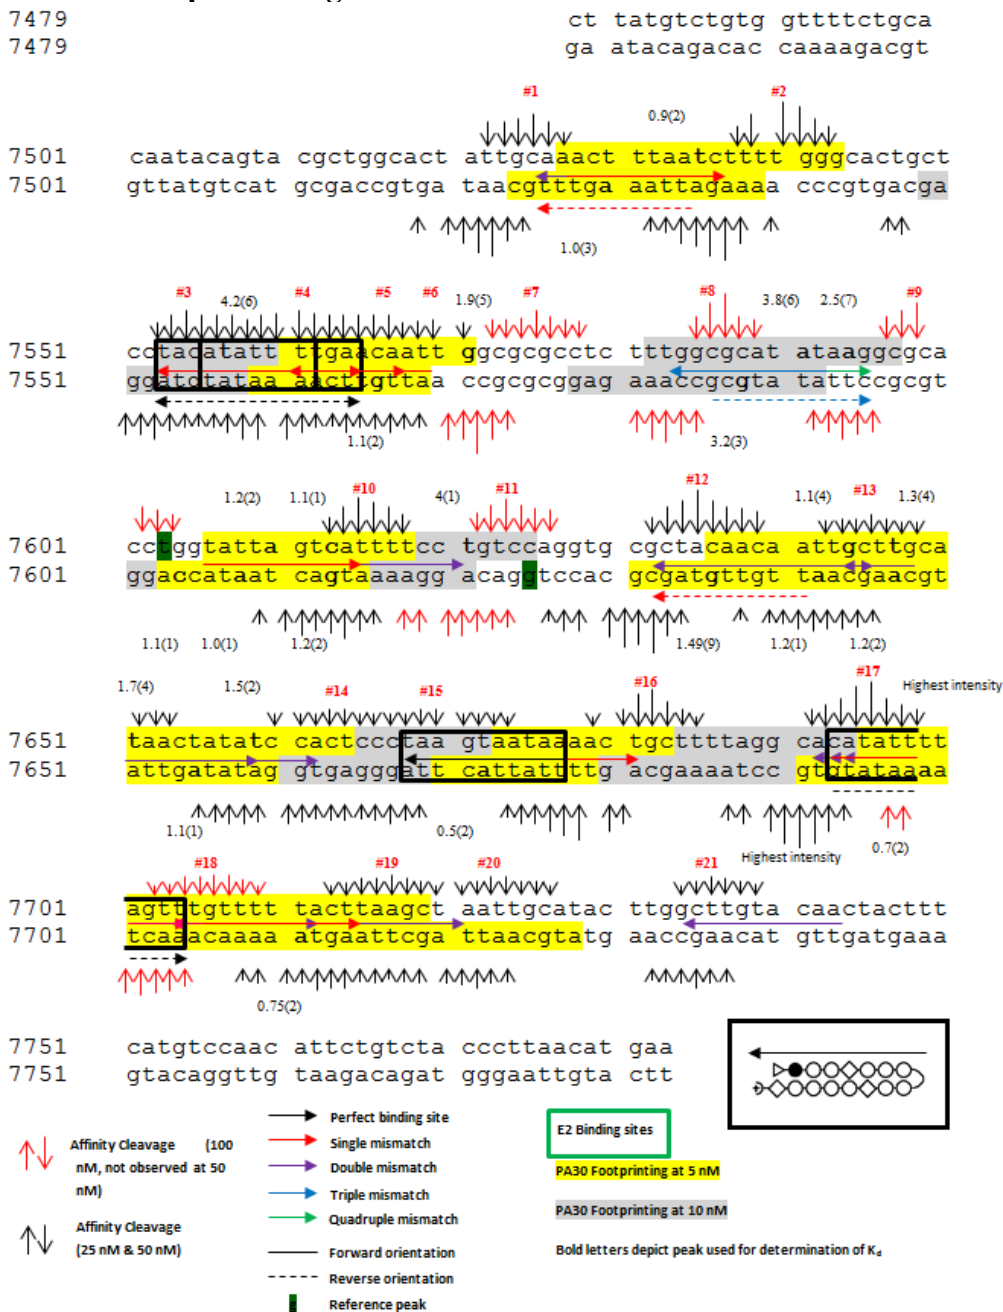 7479 ct tatgtctgtg gttttctgca
7479 ga atacagacac caaaagacgt
#1 #2
0.9(2)
7501 caatacagta cgctggcact attgcaaact ttaatctttt gggcactgct
7501 gttatgtcat gcgaccgtga taacgtttga aattagaaaa cccgtgacga
1.0(3)
#3 4.2(6) #4 #5 #6 1.9(5) #7 #8 3.8(6) 2.5(7) #9
7551 cctacatatt ttgaacaatt ggcgcgcctc tttggcgcat ataaggcgca
7551 ggatgtataa aacttgttaa ccgcgcggag aaaccgcgta tattccgcgt
1.1(2) 3.2(3)
1.2(2) 1.1(1) #10 4(1) #11 #12 1.1(4) #13 1.3(4)
7601 cctggtatta gtcattttcc tgtccaggtg cgctacaaca attgcttgca
7601 ggaccataat cagtaaaagg acaggtccac gcgatgttgt taacgaacgt
1.1(1) 1.0(1) 1.2(2) 1.49(9) 1.2(1) 1.2(2)
1.7(4) 1.5(2) #14 #15 #16 #17 Highest intensity
7651 taactatatc cactccctaa gtaataaaac tgcttttaggcacatatttt
7651 attgatatag gtgagggatt cattattttg acgaaaatcc gtgtataaaa
1.1(1) 0.5(2) Highest intensity 0.7(2)
#18 #19 #20 #21
7701 agtttgtttt tacttaagct aattgcatac ttggcttgta caactacttt
7701 tcaaacaaaa atgaattcga ttaacgtatg aaccgaacat gttgatgaaa
0.75(2)
7751 catgtccaac attctgtcta cccttaacat gaa
7751 gtacaggttg taagacagat gggaattgta ctt
Affinity Cleavage (100 nM, not observed at 50 nM)
Affinity Cleavage (25 nM & 50 nM)
Perfect binding site
Single mismatch
Double mismatch
Triple mismatch
Quadruple mismatch
Forward orientation
Reverse orientation
Reference peak
E2 Binding sites
PA30 Footprinting at 5 nM
PA30 Footprinting at 10 nM
Bold letters depict peak used for determination of Kd